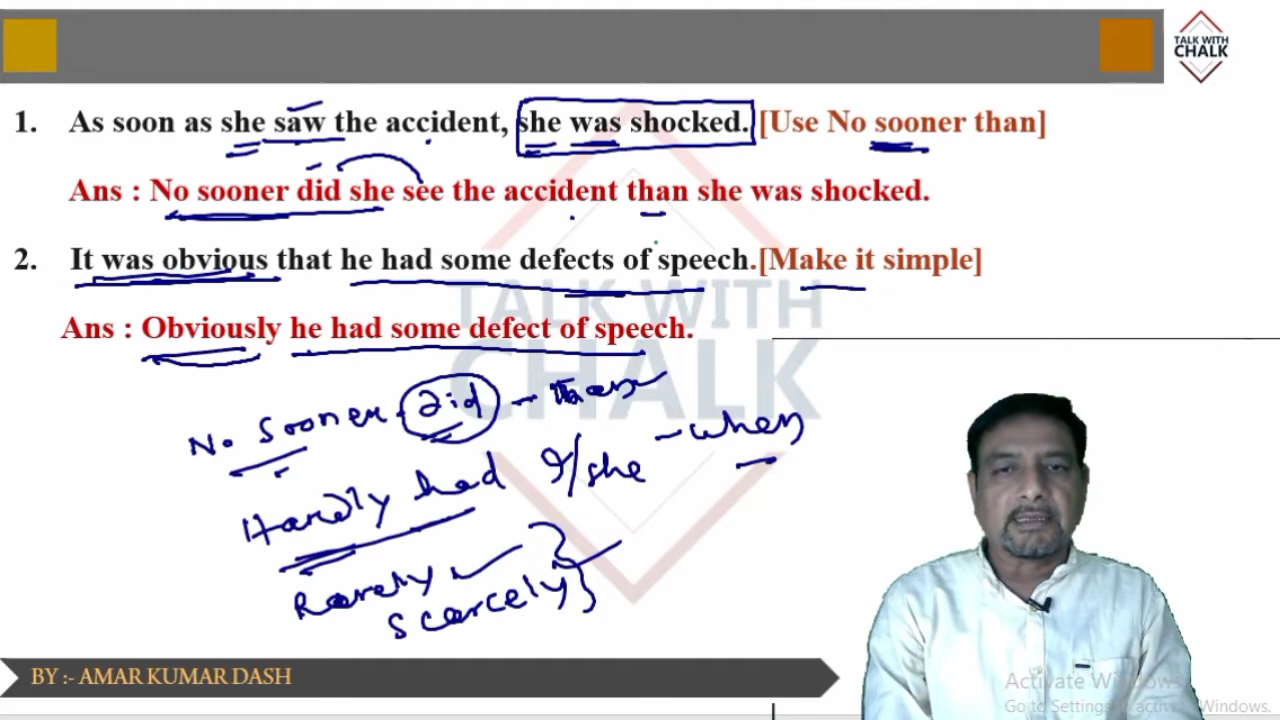 TALK WITH
CHALK
1. As soon as she saw the accident, she was shocked. [Use No sooner than]
Ans : No sooner did she see the accident than she was shocked.
2. It was obvious that he had some defects of speech.[Make it simple]
Ans : Obviously he had some defect of speech.
TALK WITH
CHALK
No sooner did - than
Hardly had I/she - when
Rarely
Scarcely
BY :- AMAR KUMAR DASH
Activate Windows
Go to Settings to activate Windows.